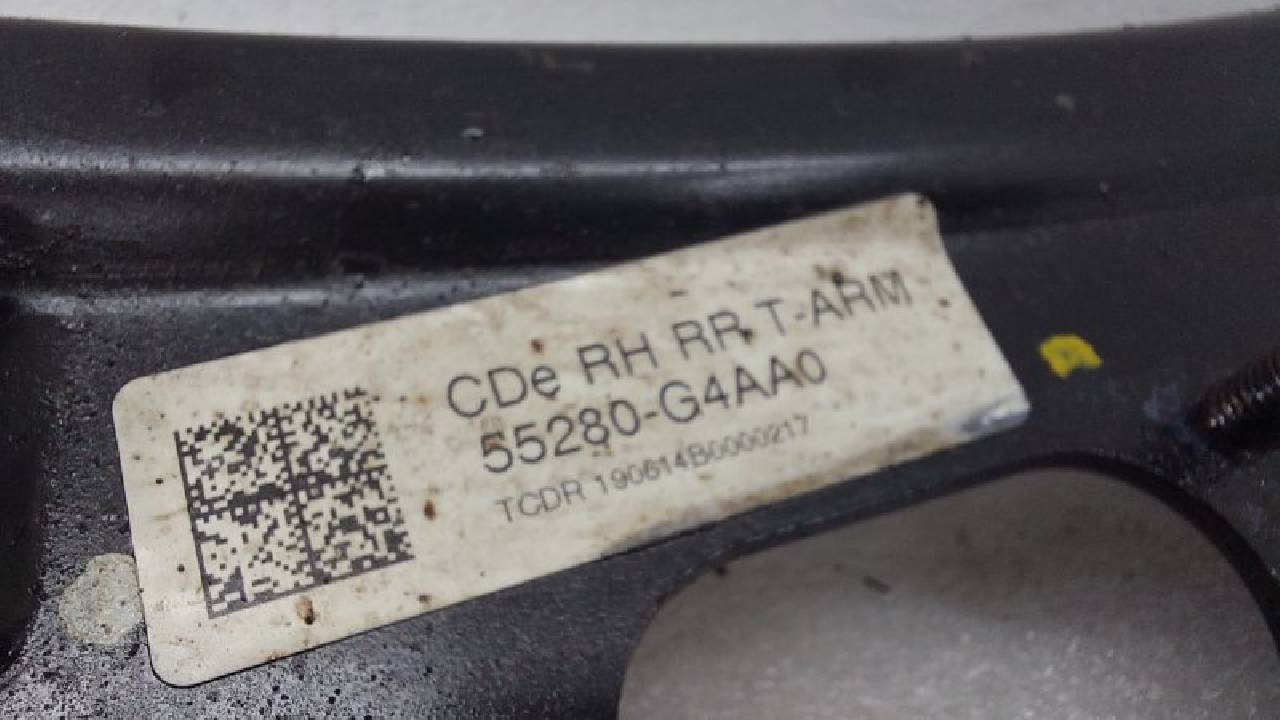 CDe RH RR T-ARM
55280-G4AA0
TCDR 190614B0000217